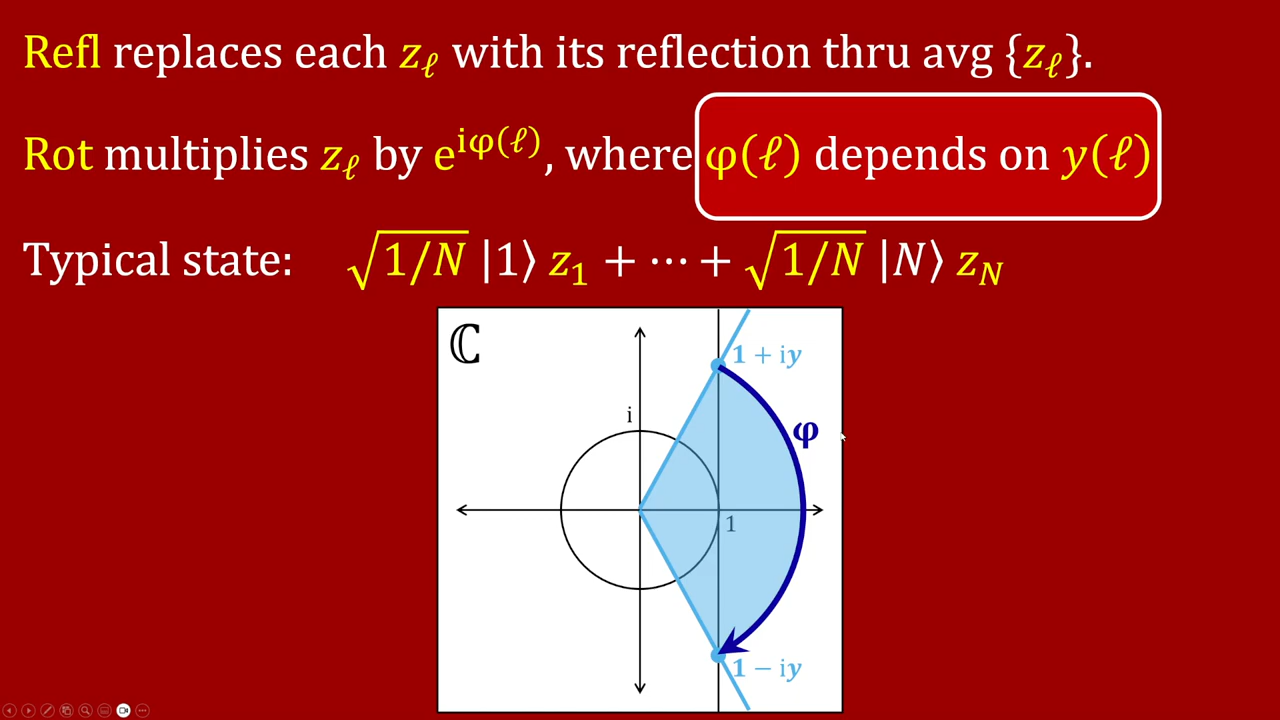 Refl replaces each z_ℓ with its reflection thru avg {z_ℓ}.
Rot multiplies z_ℓ by e^{iφ(ℓ)}, where φ(ℓ) depends on y(ℓ)
Typical state: √(1/N) |1⟩ z_1 + ⋯ + √(1/N) |N⟩ z_N
ℂ
1 + iy
i
φ
1
1 − iy